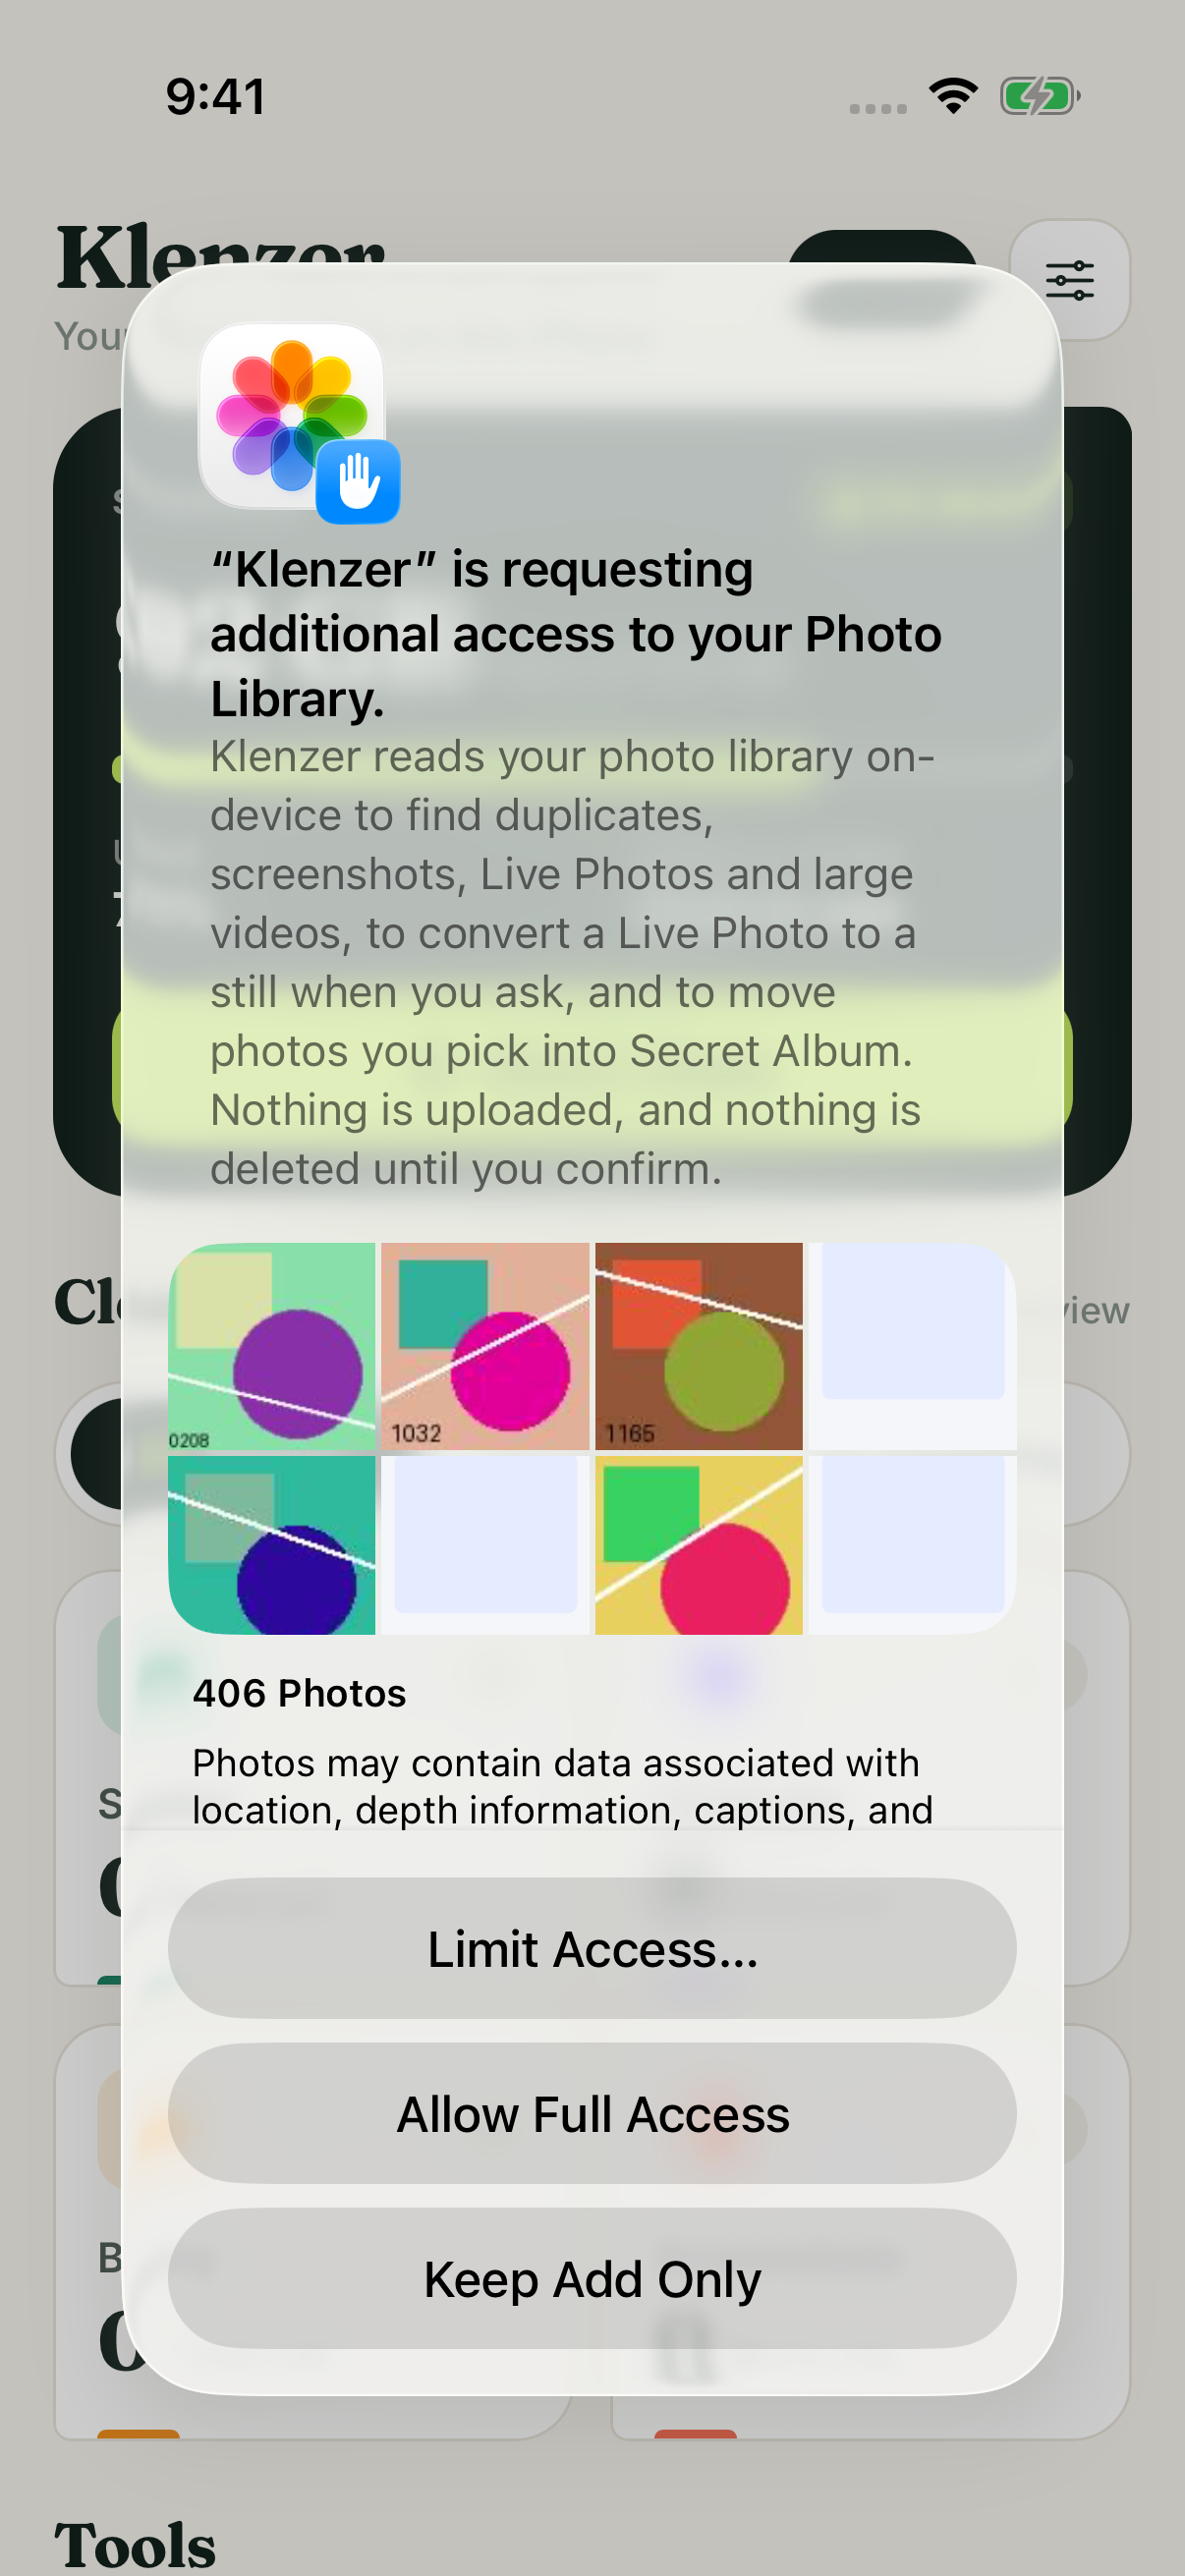 9:41
Klenzer
Your
“Klenzer” is requesting
additional access to your Photo
Library.
Klenzer reads your photo library on-
device to find duplicates,
screenshots, Live Photos and large
videos, to convert a Live Photo to a
still when you ask, and to move
photos you pick into Secret Album.
Nothing is uploaded, and nothing is
deleted until you confirm.
0208
1032
1165
406 Photos
Photos may contain data associated with
location, depth information, captions, and
Limit Access...
Allow Full Access
Keep Add Only
Tools